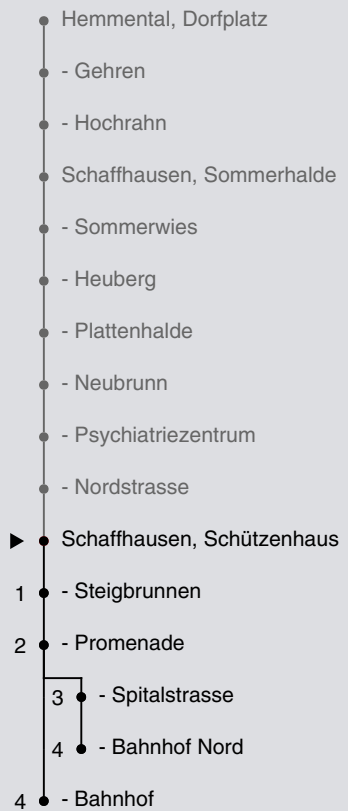 Hemmental, Dorfplatz
- Gehren
- Hochrahn
Schaffhausen, Sommerhalde
- Sommerwies
- Heuberg
- Plattenhalde
- Neubrunn
- Psychiatriezentrum
- Nordstrasse
Schaffhausen, Schützenhaus
1 - Steigbrunnen
2 - Promenade
3 - Spitalstrasse
4 - Bahnhof Nord
4 - Bahnhof